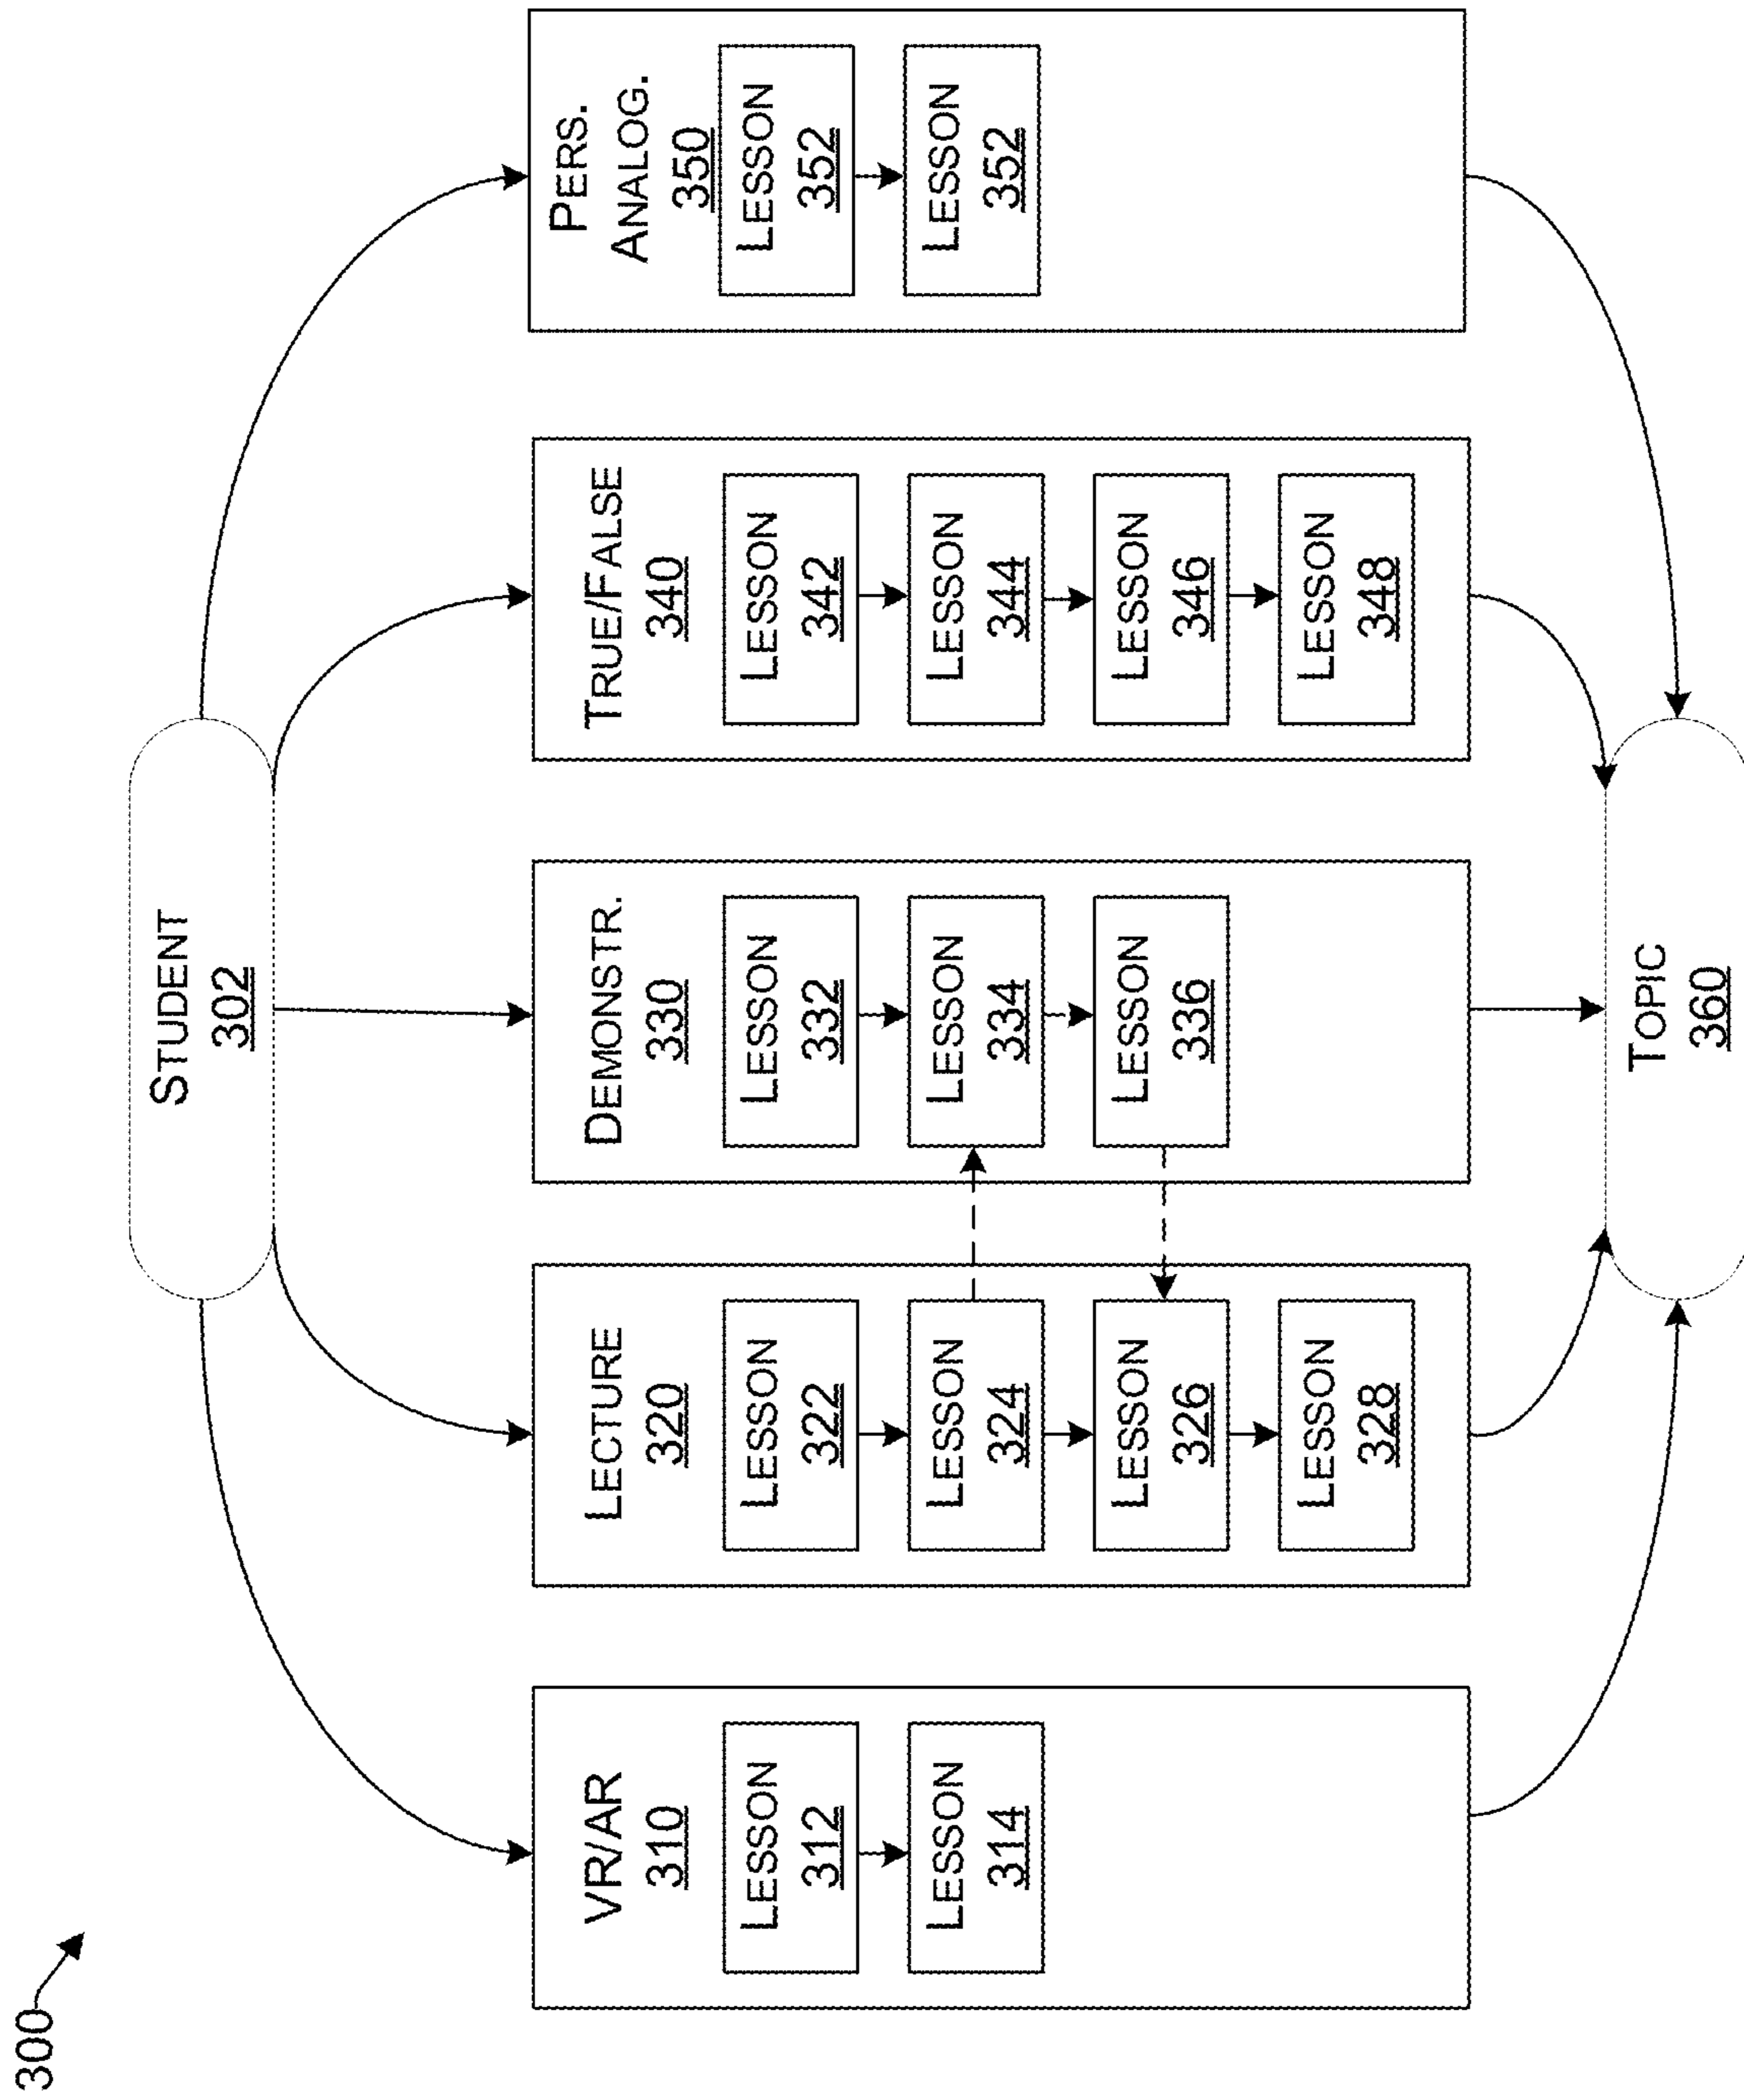 300
STUDENT
302
VR/AR
310
LESSON
312
LESSON
314
LECTURE
320
LESSON
322
LESSON
324
LESSON
326
LESSON
328
DEMONSTR.
330
LESSON
332
LESSON
334
LESSON
336
TRUE/FALSE
340
LESSON
342
LESSON
344
LESSON
346
LESSON
348
PERS.
ANALOG.
350
LESSON
352
LESSON
352
TOPIC
360